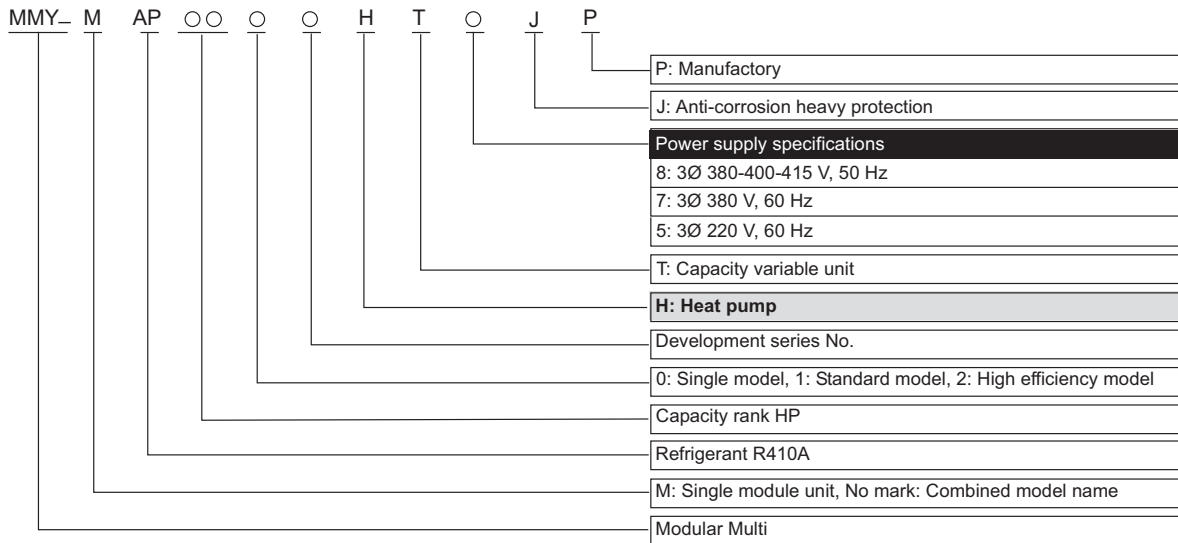 MMY– M AP ○○ ○ ○ H T ○ J P
P: Manufactory
J: Anti-corrosion heavy protection
Power supply specifications
8: 3Ø 380-400-415 V, 50 Hz
7: 3Ø 380 V, 60 Hz
5: 3Ø 220 V, 60 Hz
T: Capacity variable unit
H: Heat pump
Development series No.
0: Single model, 1: Standard model, 2: High efficiency model
Capacity rank HP
Refrigerant R410A
M: Single module unit, No mark: Combined model name
Modular Multi